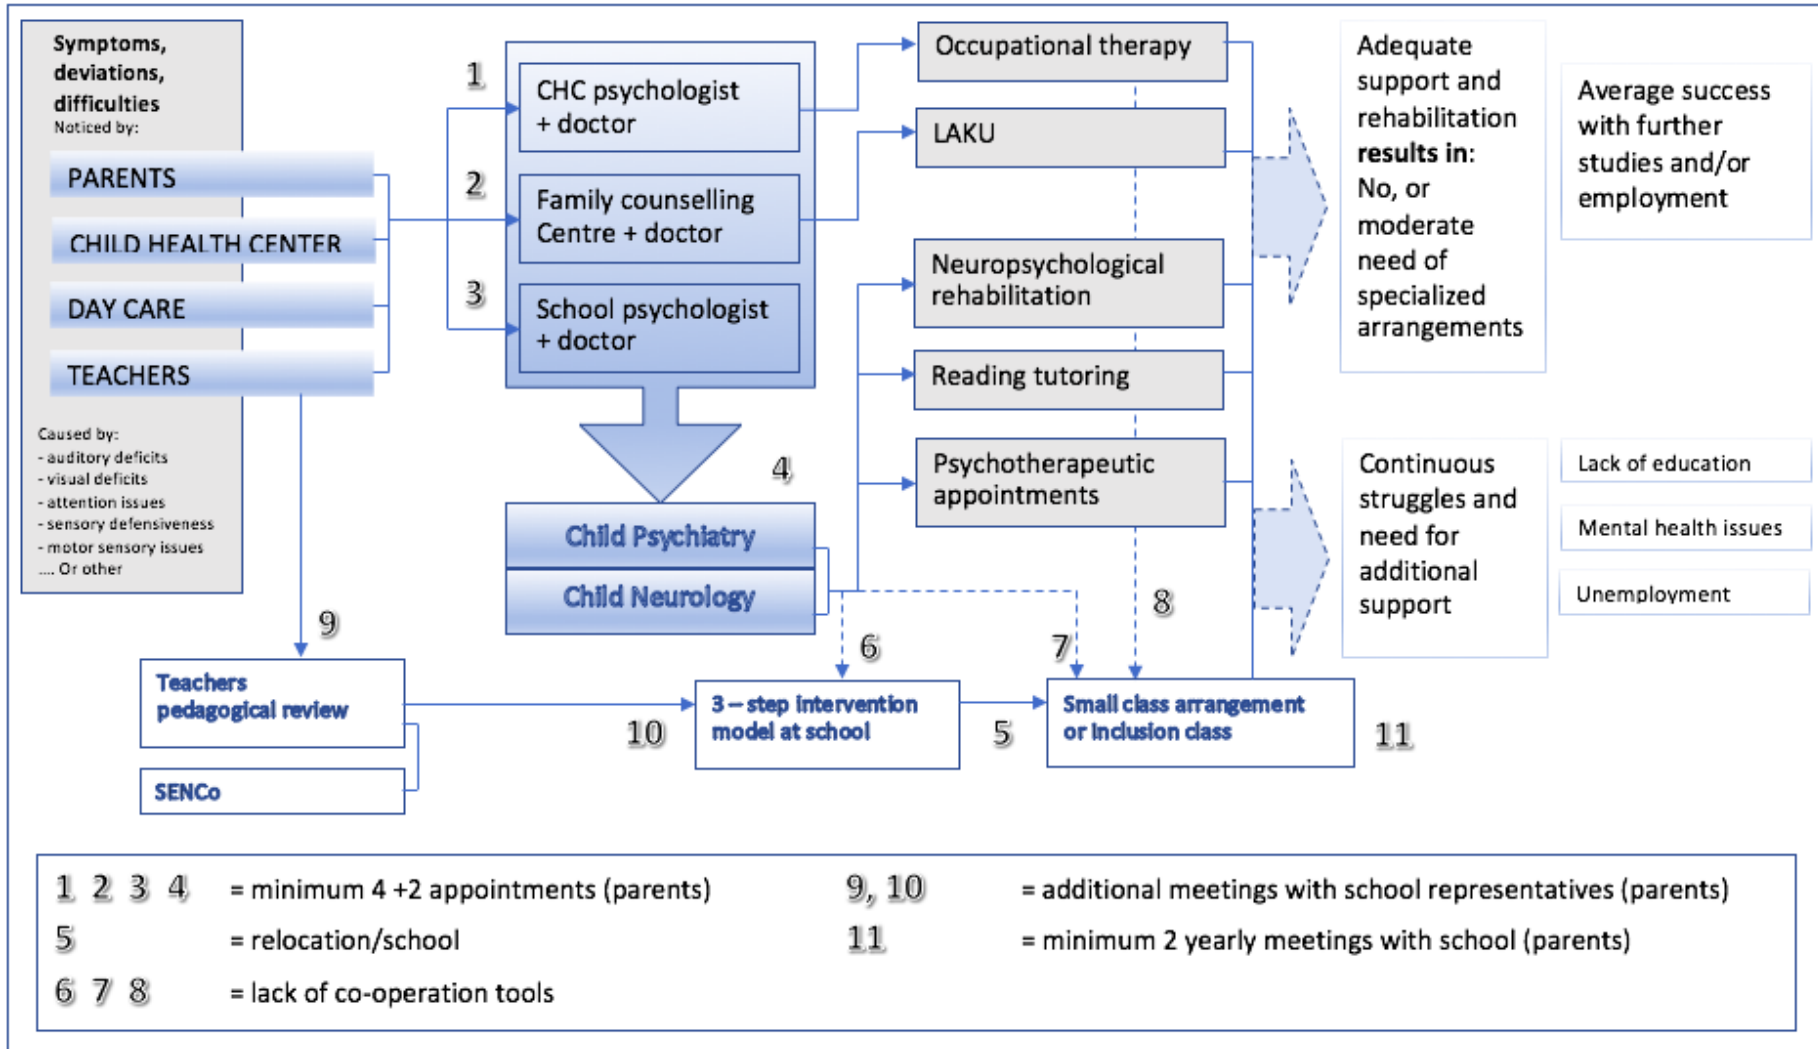 Symptoms,
deviations,
difficulties
Noticed by:
PARENTS
CHILD HEALTH CENTER
DAY CARE
TEACHERS
Caused by:
- auditory deficits
- visual deficits
- attention issues
- sensory defensiveness
- motor sensory issues
.... Or other
1
CHC psychologist
+ doctor
2
Family counselling
Centre + doctor
3
School psychologist
+ doctor
4
Child Psychiatry
Child Neurology
Occupational therapy
LAKU
Neuropsychological
rehabilitation
Reading tutoring
Psychotherapeutic
appointments
Adequate
support and
rehabilitation
results in:
No, or
moderate
need of
specialized
arrangements
Average success
with further
studies and/or
employment
Continuous
struggles and
need for
additional
support
Lack of education
Mental health issues
Unemployment
9
6
7
8
Teachers
pedagogical review
SENCo
10
3 – step intervention
model at school
5
Small class arrangement
or Inclusion class
11
1 2 3 4 = minimum 4 +2 appointments (parents)
5 = relocation/school
6 7 8 = lack of co-operation tools
9, 10 = additional meetings with school representatives (parents)
11 = minimum 2 yearly meetings with school (parents)